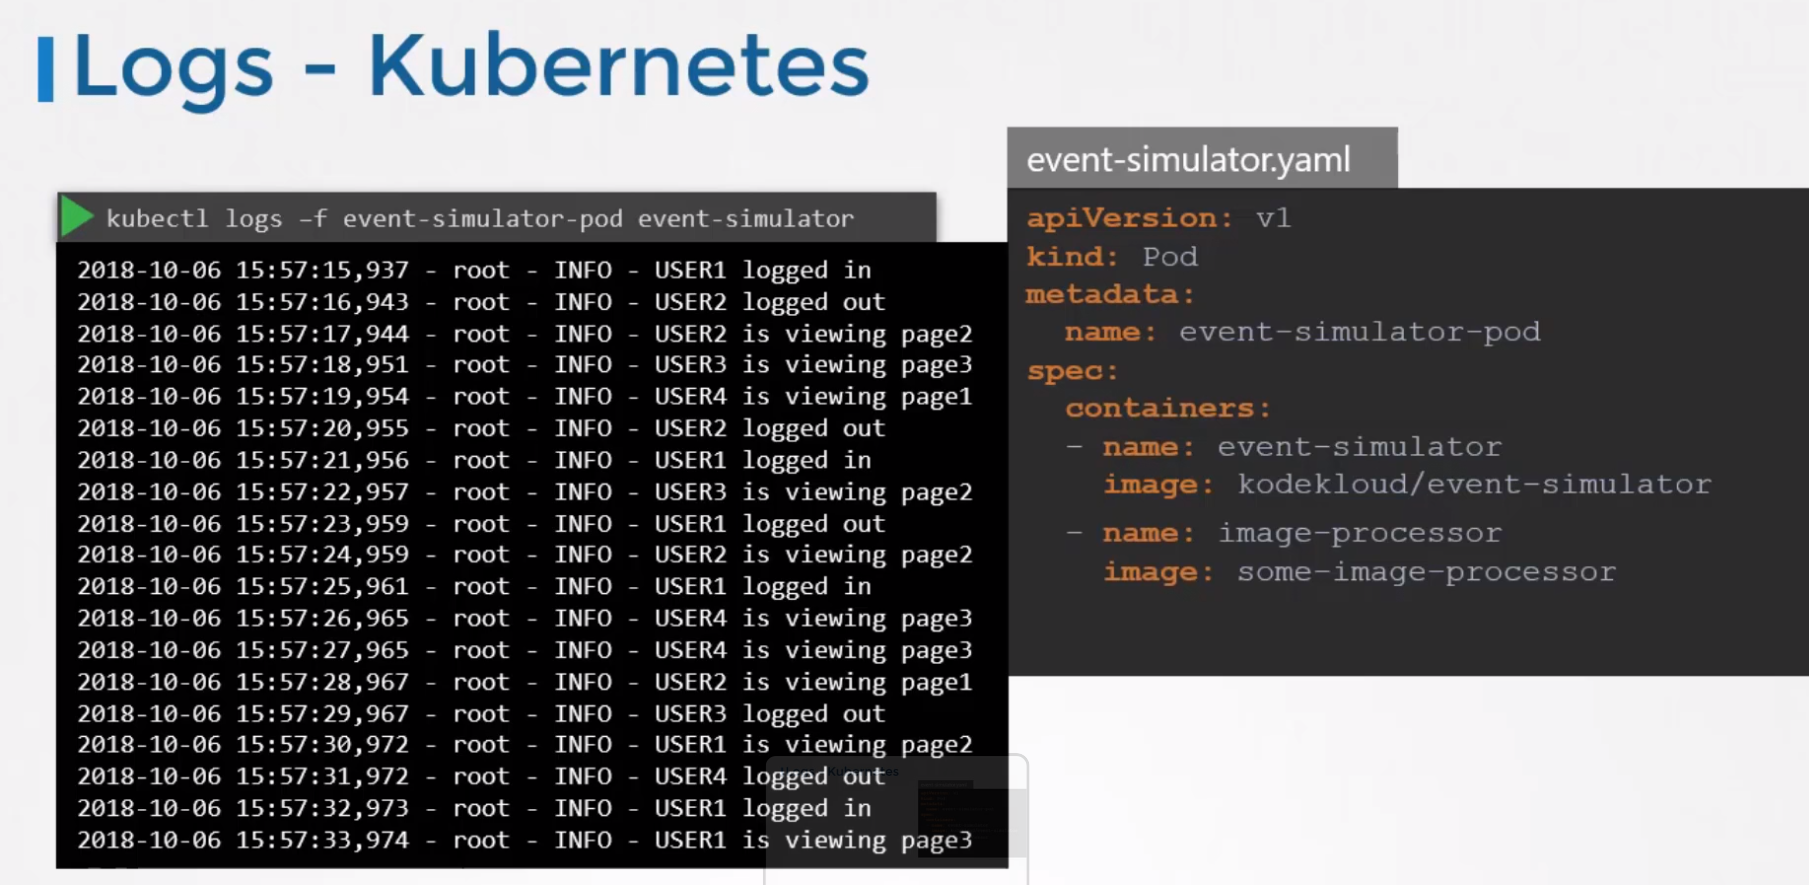 Logs - Kubernetes
kubectl logs –f event-simulator-pod event-simulator
2018-10-06 15:57:15,937 - root - INFO - USER1 logged in
2018-10-06 15:57:16,943 - root - INFO - USER2 logged out
2018-10-06 15:57:17,944 - root - INFO - USER2 is viewing page2
2018-10-06 15:57:18,951 - root - INFO - USER3 is viewing page3
2018-10-06 15:57:19,954 - root - INFO - USER4 is viewing page1
2018-10-06 15:57:20,955 - root - INFO - USER2 logged out
2018-10-06 15:57:21,956 - root - INFO - USER1 logged in
2018-10-06 15:57:22,957 - root - INFO - USER3 is viewing page2
2018-10-06 15:57:23,959 - root - INFO - USER1 logged out
2018-10-06 15:57:24,959 - root - INFO - USER2 is viewing page2
2018-10-06 15:57:25,961 - root - INFO - USER1 logged in
2018-10-06 15:57:26,965 - root - INFO - USER4 is viewing page3
2018-10-06 15:57:27,965 - root - INFO - USER4 is viewing page3
2018-10-06 15:57:28,967 - root - INFO - USER2 is viewing page1
2018-10-06 15:57:29,967 - root - INFO - USER3 logged out
2018-10-06 15:57:30,972 - root - INFO - USER1 is viewing page2
2018-10-06 15:57:31,972 - root - INFO - USER4 logged out
2018-10-06 15:57:32,973 - root - INFO - USER1 logged in
2018-10-06 15:57:33,974 - root - INFO - USER1 is viewing page3
event-simulator.yaml
apiVersion: v1
kind: Pod
metadata:
  name: event-simulator-pod
spec:
  containers:
  - name: event-simulator
    image: kodekloud/event-simulator
  - name: image-processor
    image: some-image-processor